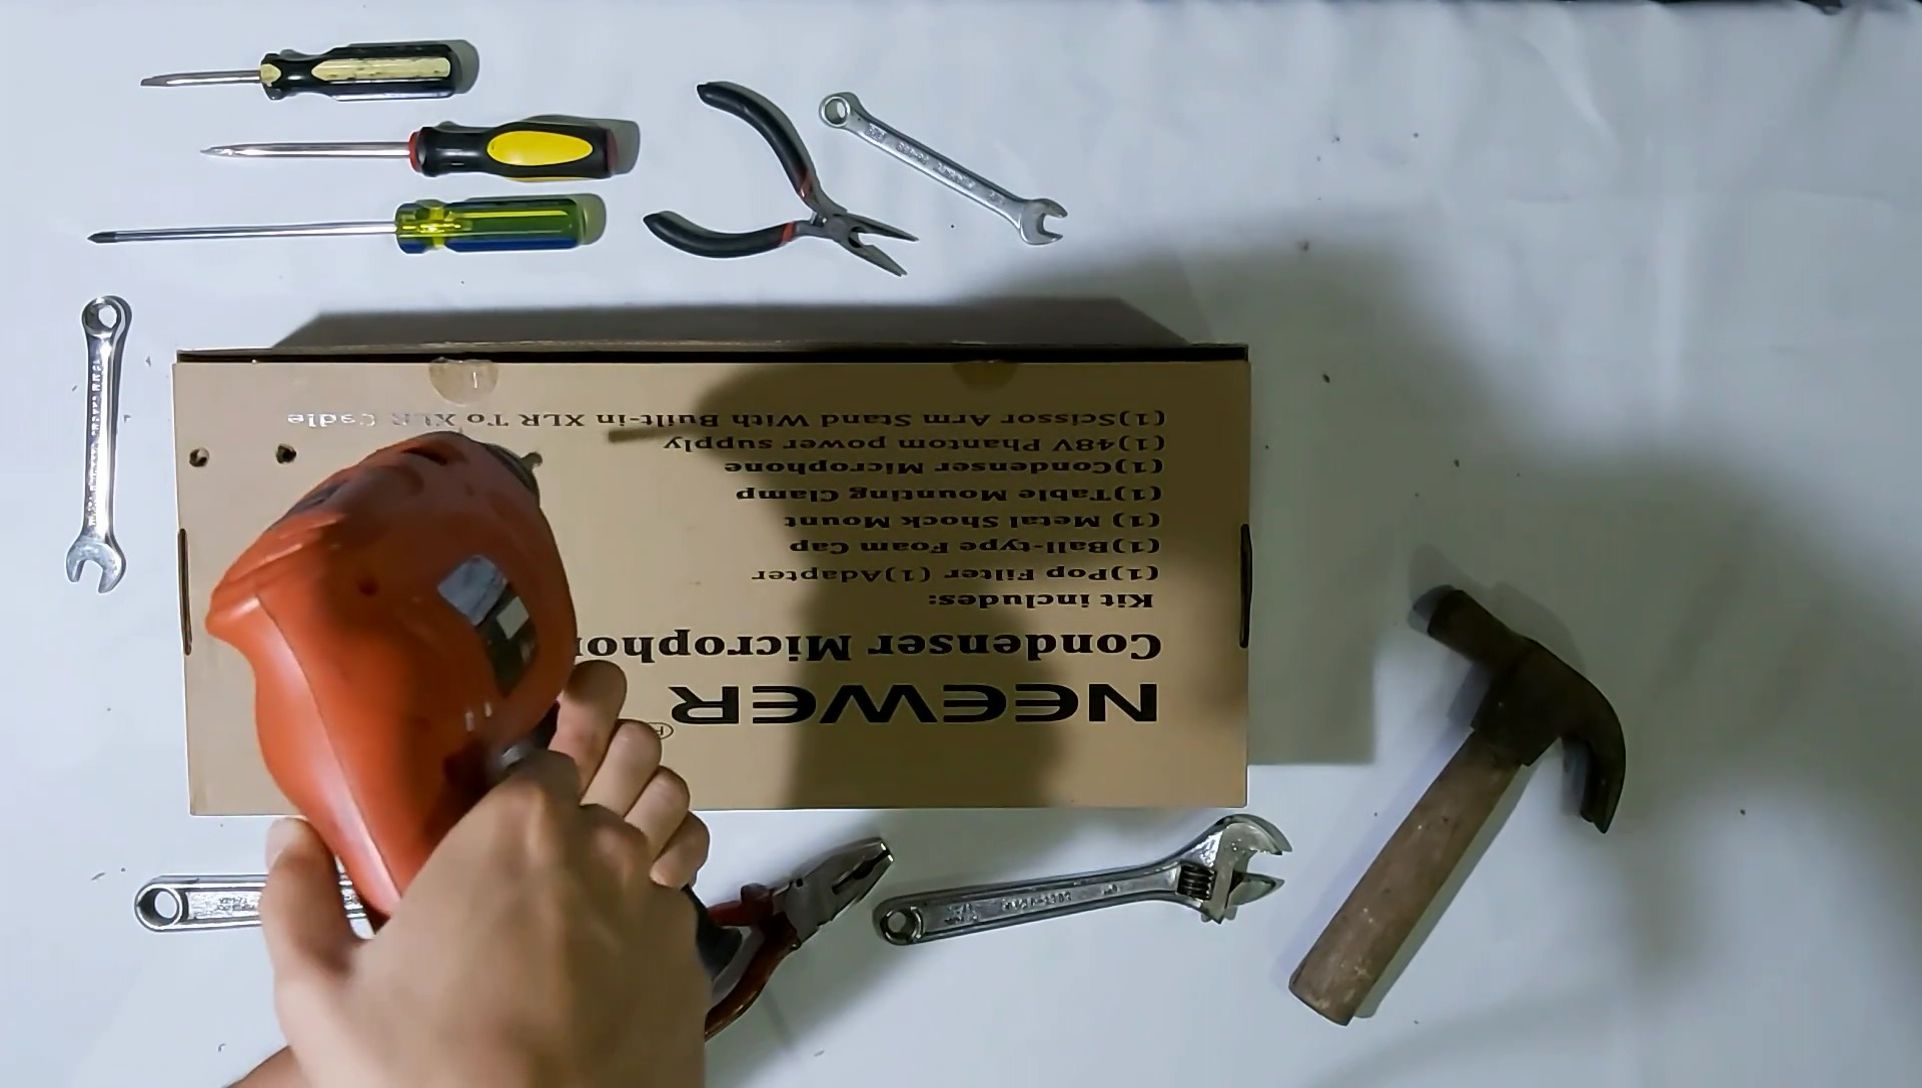 NEEWER®
Condenser Micropho
Kit includes:
(1)Pop Filter (1)Adapter
(1)Ball-type Foam Cap
(1) Metal Shock Mount
(1)Table Mounting Clamp
(1)Condenser Microphone
(1)48V Phantom power supply
(1)Scissor Arm Stand With Built-in XLR To XLR Cadle